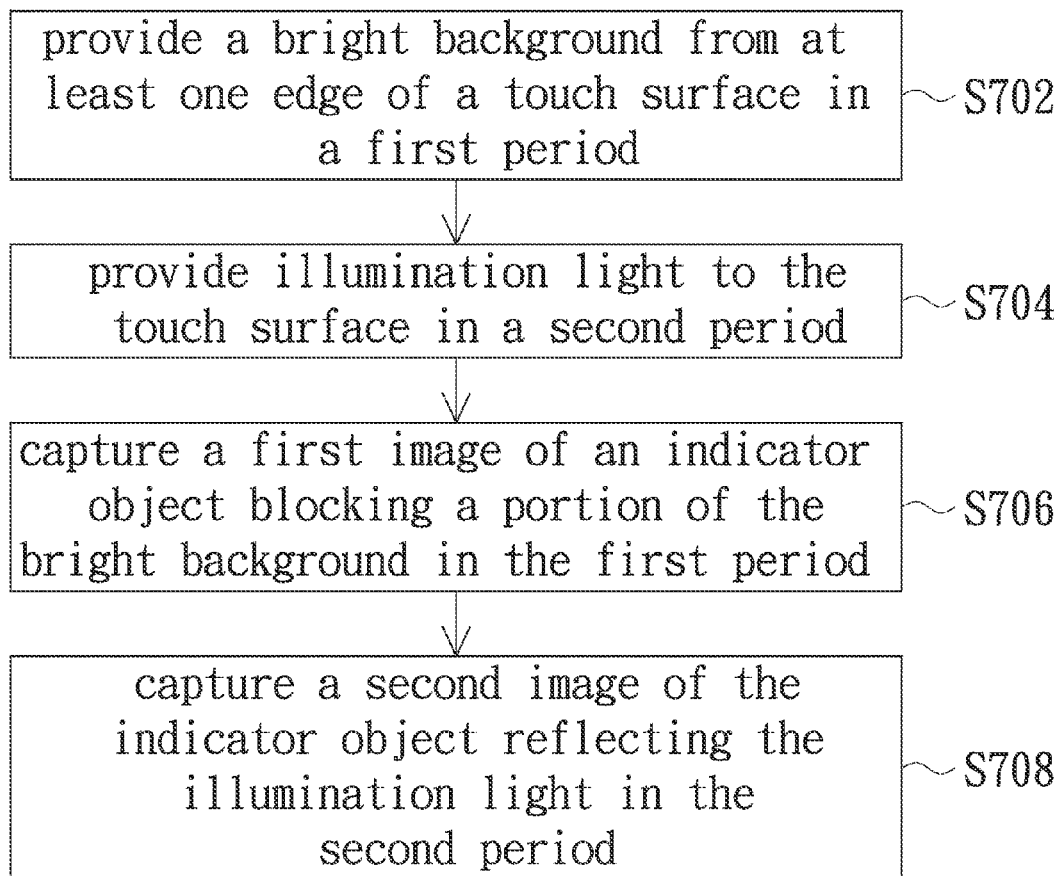 provide a bright background from at
least one edge of a touch surface in
a first period
S702
provide illumination light to the
touch surface in a second period
S704
capture a first image of an indicator
object blocking a portion of the
bright background in the first period
S706
capture a second image of the
indicator object reflecting the
illumination light in the
second period
S708